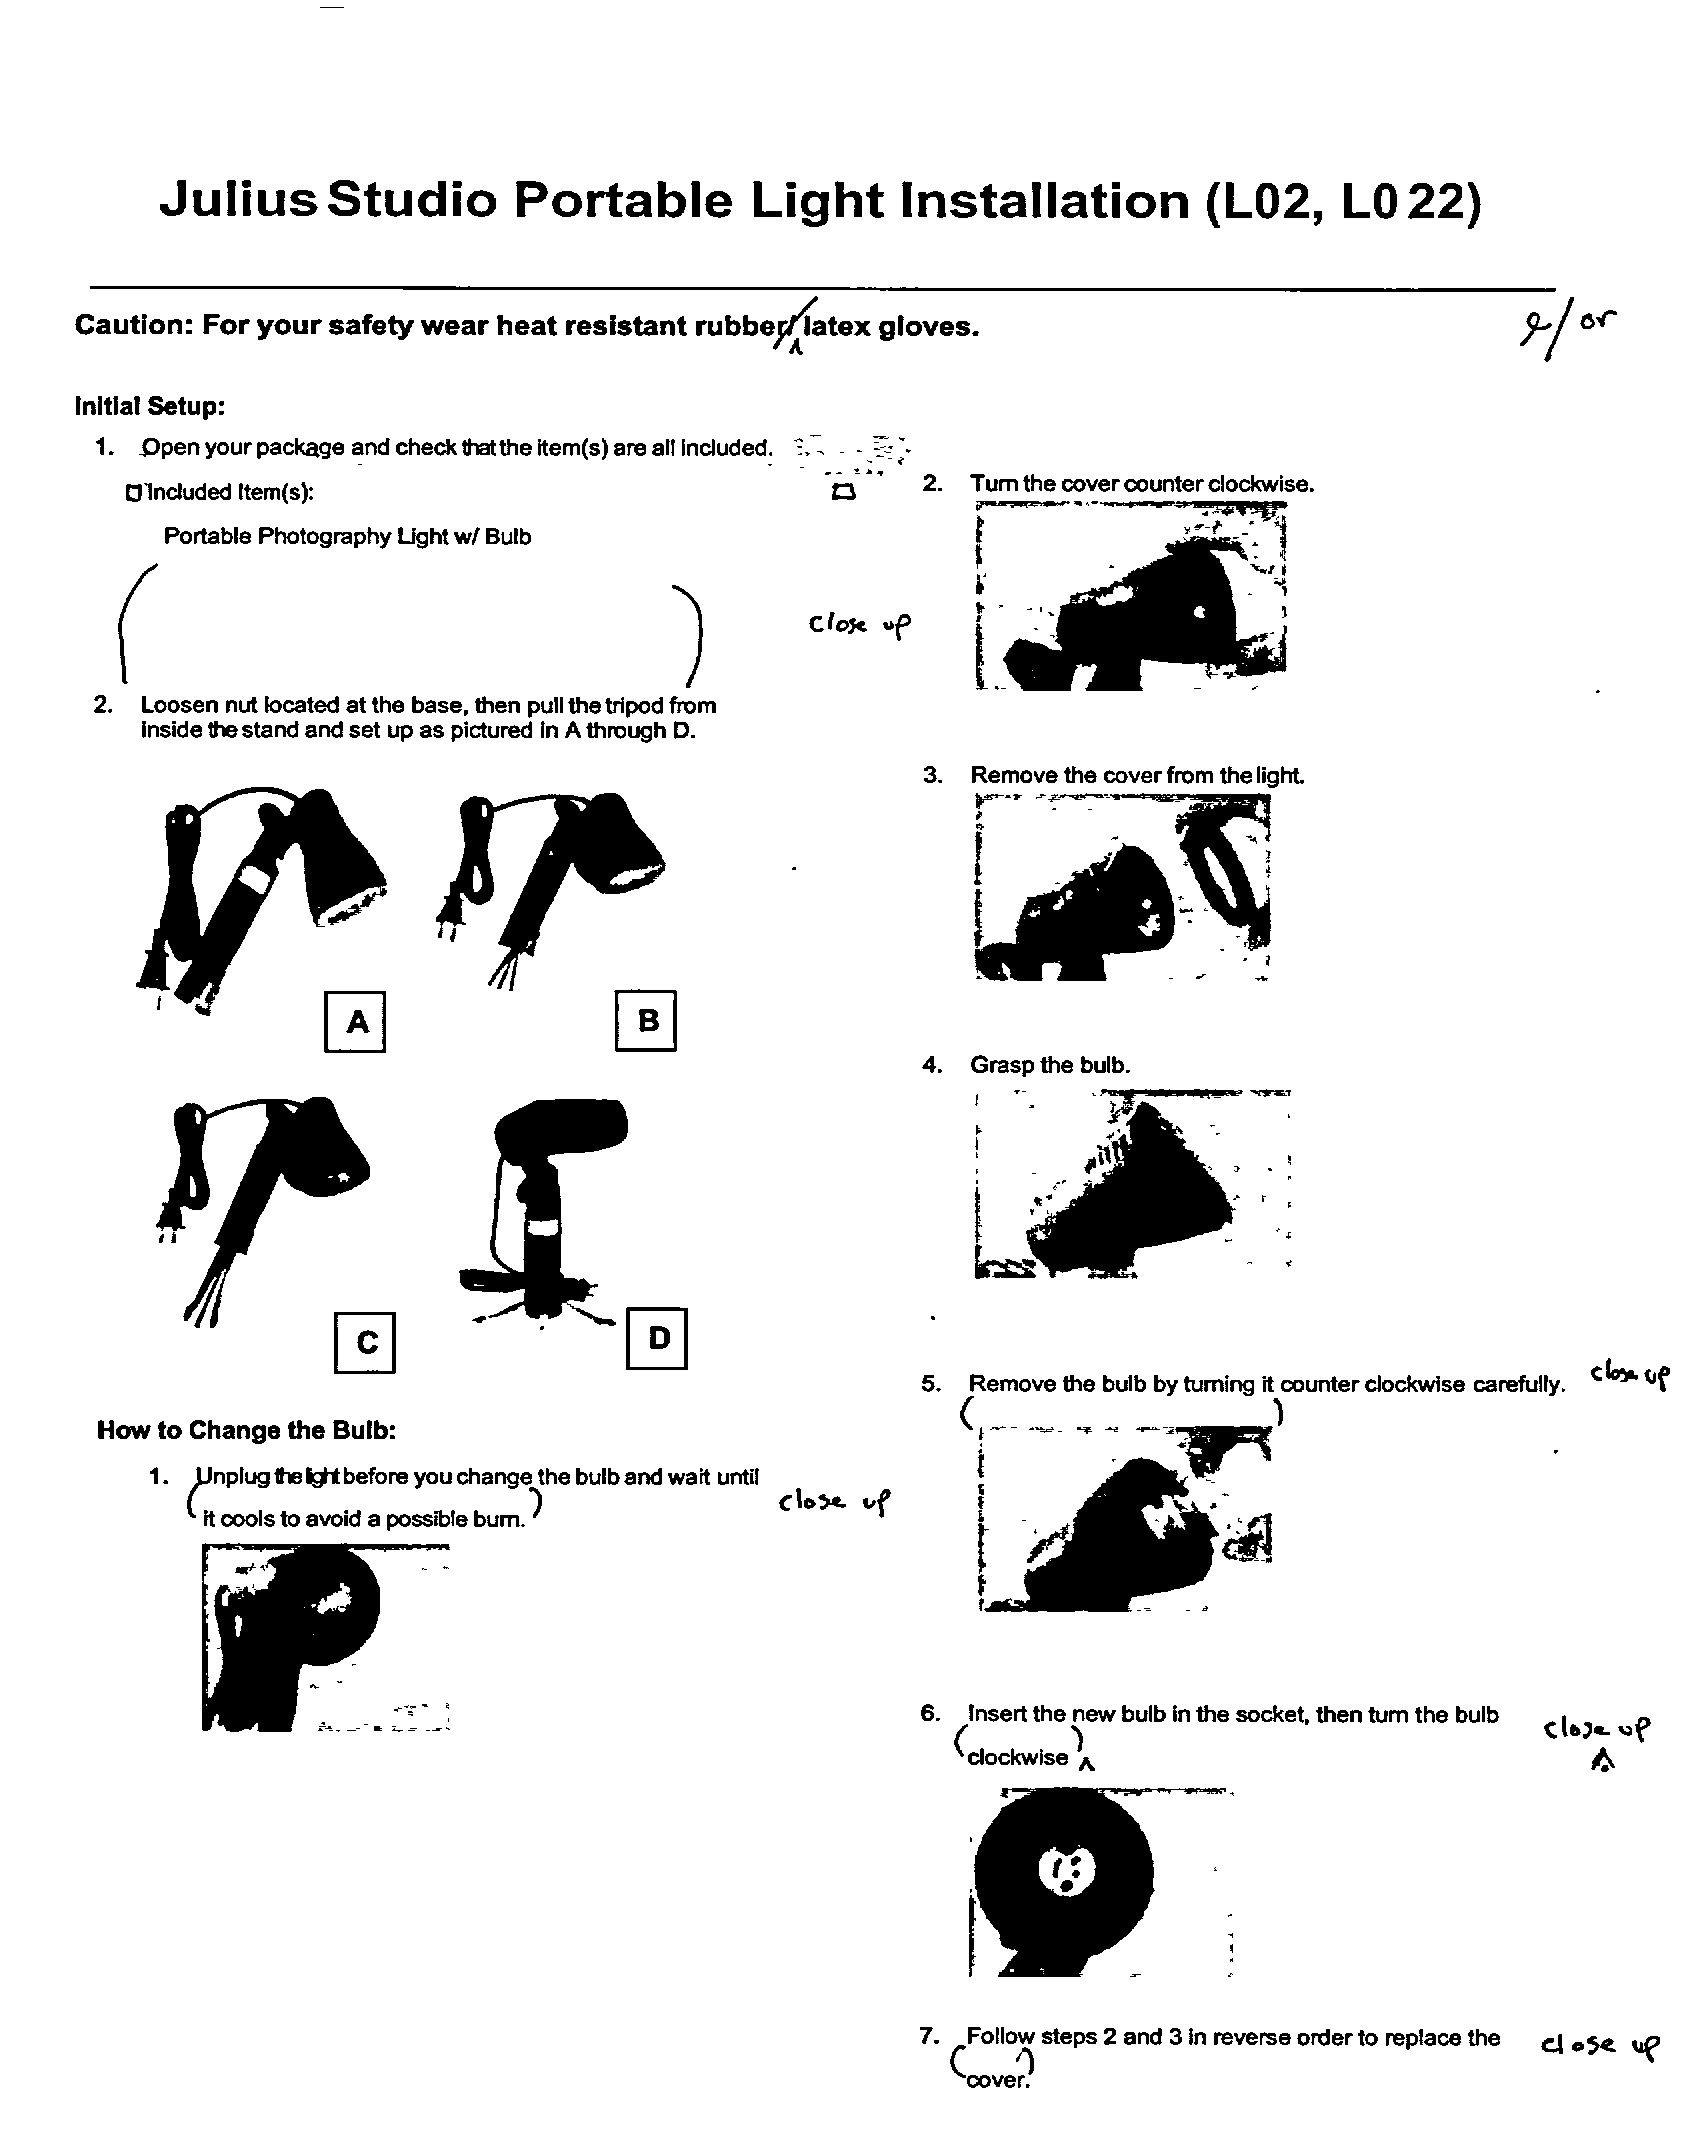 Julius Studio Portable Light Installation (L02, L022)
Caution: For your safety wear heat resistant rubber/latex gloves.
/ or
Initial Setup:
1. Open your package and check that the item(s) are all included.
Included Item(s):
Portable Photography Light w/ Bulb
close up
2. Loosen nut located at the base, then pull the tripod from
inside the stand and set up as pictured in A through D.
A
B
C
D
How to Change the Bulb:
1. Unplug the light before you change the bulb and wait until
it cools to avoid a possible burn.
close up
2. Turn the cover counter clockwise.
3. Remove the cover from the light.
4. Grasp the bulb.
5. Remove the bulb by turning it counter clockwise carefully.
close up
6. Insert the new bulb in the socket, then turn the bulb
clockwise
close up
7. Follow steps 2 and 3 in reverse order to replace the
cover.
close up